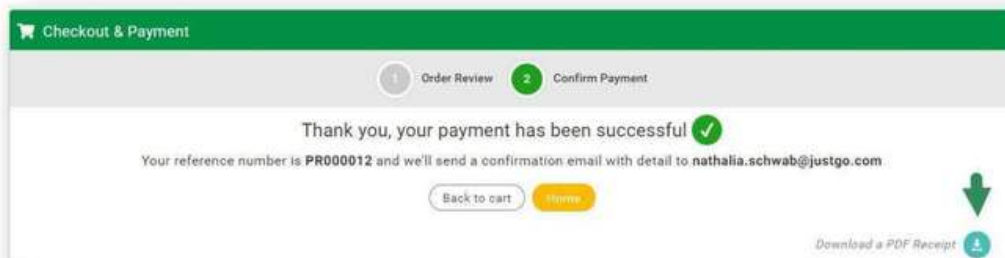 Checkout & Payment
1 Order Review 2 Confirm Payment
Thank you, your payment has been successful
Your reference number is PR000012 and we'll send a confirmation email with detail to nathalia.schwab@justgo.com
Back to cart Home
Download a PDF Receipt